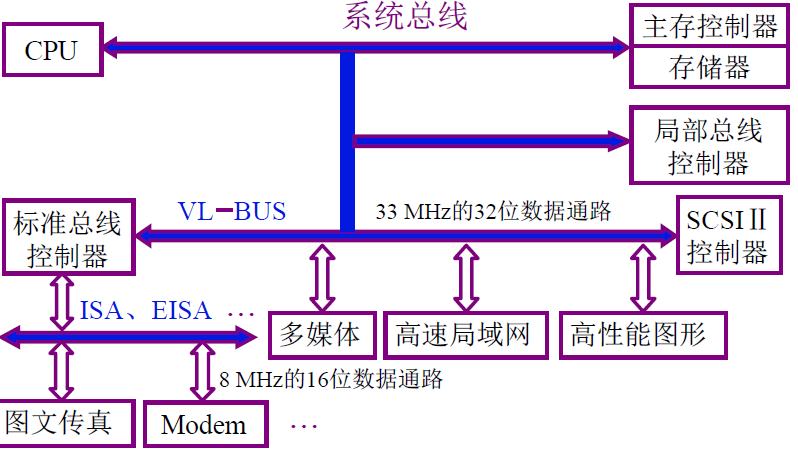 系统总线
CPU
主存控制器
存储器
局部总线
控制器
VL-BUS
33 MHz的32位数据通路
标准总线
控制器
SCSIⅡ
控制器
ISA、EISA …
多媒体
高速局域网
高性能图形
8 MHz的16位数据通路
图文传真
Modem
…